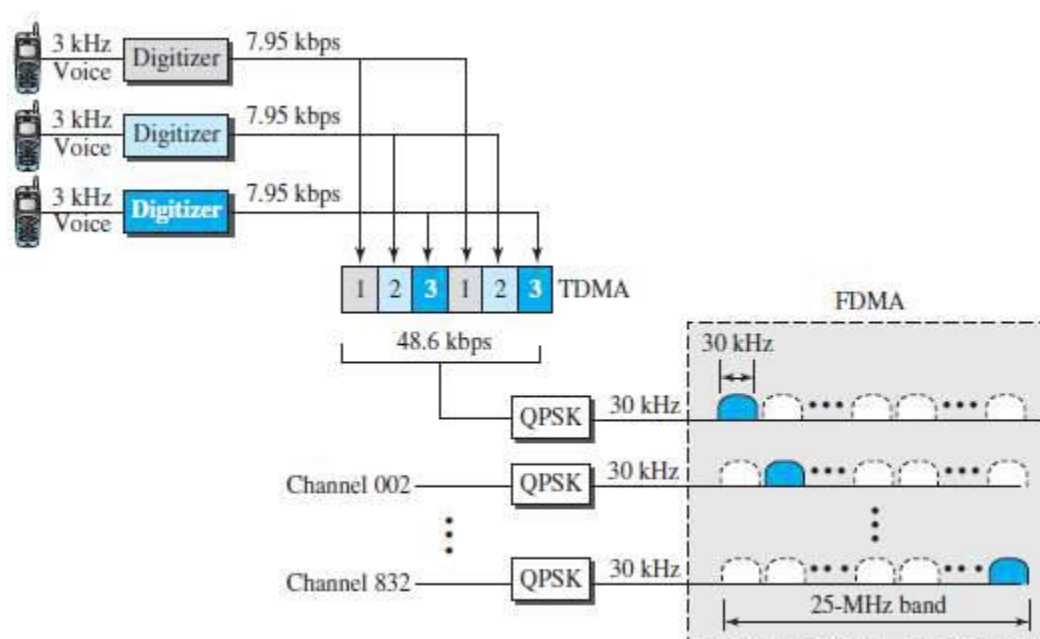 3 kHz
Voice
Digitizer
7.95 kbps
3 kHz
Voice
Digitizer
7.95 kbps
3 kHz
Voice
Digitizer
7.95 kbps
1 2 3 1 2 3 TDMA
48.6 kbps
FDMA
30 kHz
QPSK 30 kHz
Channel 002 QPSK 30 kHz
Channel 832 QPSK 30 kHz
25-MHz band